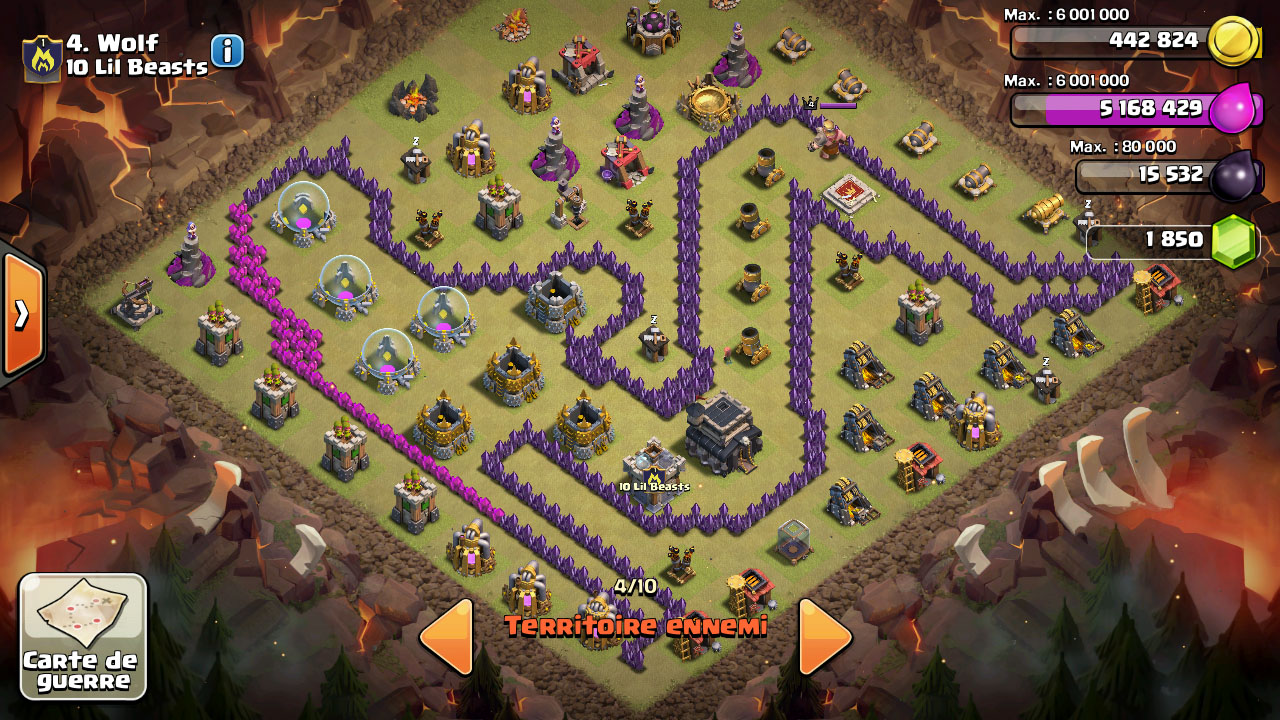 4. Wolf
10 Lil Beasts
i
Max. : 6 001 000
442 824
Max. : 6 001 000
5 168 429
Max. : 80 000
15 532
1 850
4
z
z
z
z
10 Lil Beasts
4/10
Territoire ennemi
Carte de
guerre